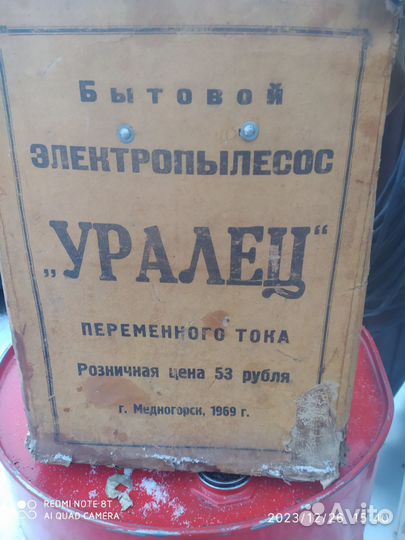 Бытовой
ЭЛЕКТРОПЫЛЕСОС
„УРАЛЕЦ“
ПЕРЕМЕННОГО ТОКА
Розничная цена 53 рубля
г. Медногорск, 1969 г.
REDMI NOTE 8T
AI QUAD CAMERA
Avito